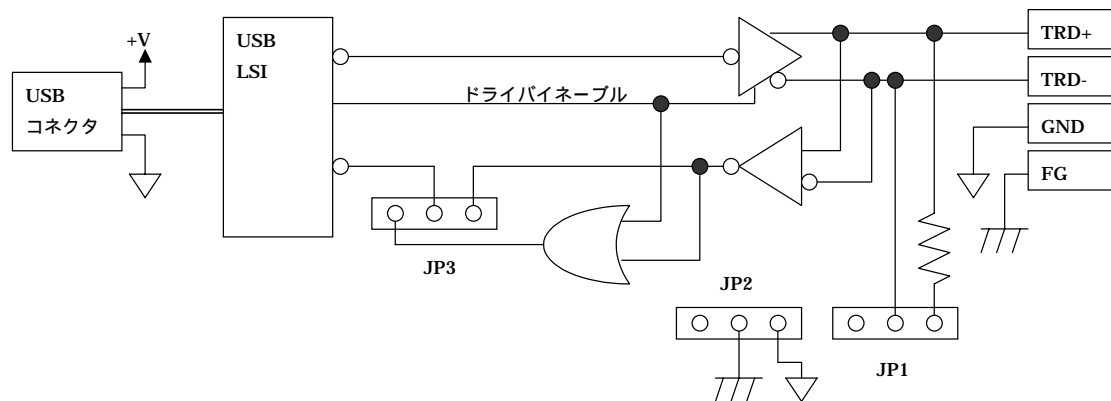 +V
USB
LSI
USB
コネクタ
ドライバイネーブル
TRD+
TRD-
GND
FG
JP3
JP2
JP1